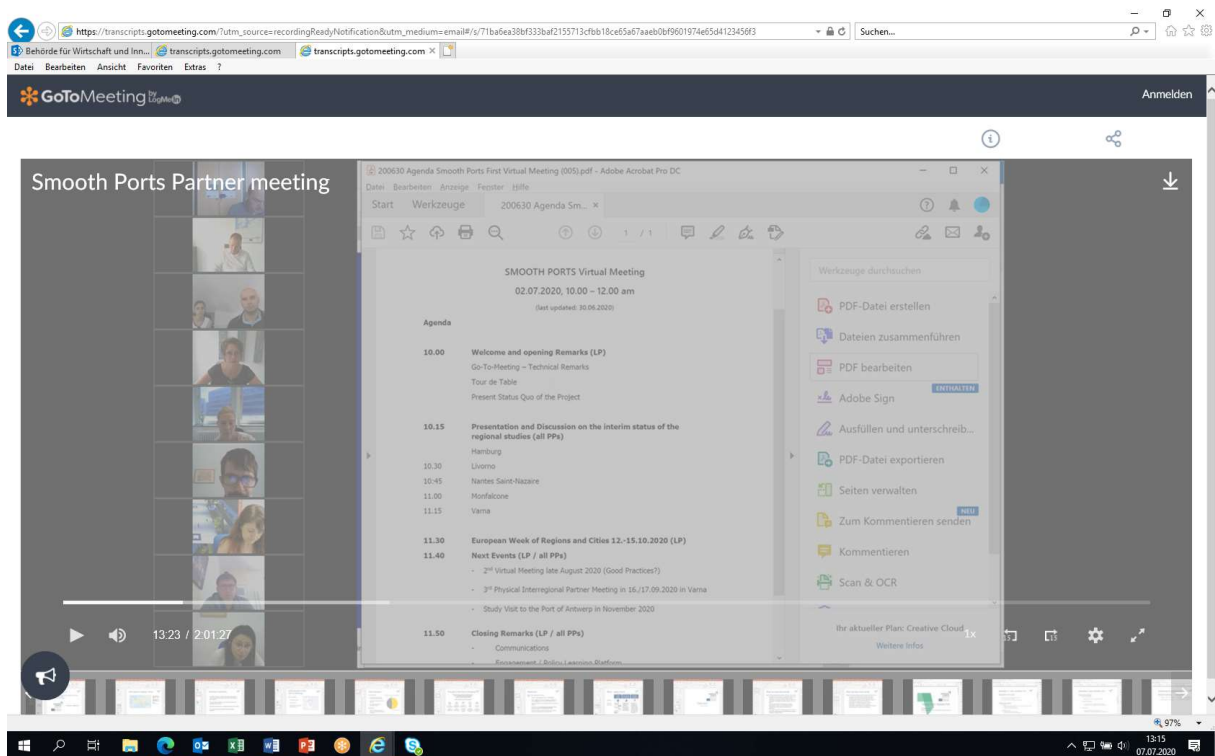 https://transcripts.gotomeeting.com/?utm_source=recordingReadyNotification&utm_medium=email#/s/71ba6ea38bf333baf2155713cfbb18ce65a67aaeb0bf9601974e65d4123456f3
Suchen...
Behörde für Wirtschaft und Inn...
transcripts.gotomeeting.com
transcripts.gotomeeting.com
Datei Bearbeiten Ansicht Favoriten Extras ?
GoToMeeting by LogMeIn
Anmelden
Smooth Ports Partner meeting
200630 Agenda Smooth Ports First Virtual Meeting (005).pdf - Adobe Acrobat Pro DC
Datei Bearbeiten Anzeige Fenster Hilfe
Start Werkzeuge 200630 Agenda Sm... ×
1 / 1
SMOOTH PORTS Virtual Meeting
02.07.2020, 10.00 – 12.00 am
(last updated: 30.06.2020)
Agenda
10.00 Welcome and opening Remarks (LP)
Go-To-Meeting – Technical Remarks
Tour de Table
Present Status Quo of the Project
10.15 Presentation and Discussion on the interim status of the
regional studies (all PPs)
Hamburg
10.30 Livorno
10:45 Nantes Saint-Nazaire
11.00 Monfalcone
11.15 Varna
11.30 European Week of Regions and Cities 12.-15.10.2020 (LP)
11.40 Next Events (LP / all PPs)
- 2nd Virtual Meeting late August 2020 (Good Practices?)
- 3rd Physical Interregional Partner Meeting in 16./17.09.2020 in Varna
- Study Visit to the Port of Antwerp in November 2020
11.50 Closing Remarks (LP / all PPs)
- Communications
- Engagement / Policy Learning Platform
Werkzeuge durchsuchen
PDF-Datei erstellen
Dateien zusammenführen
PDF bearbeiten
ENTHALTEN
Adobe Sign
Ausfüllen und unterschreib...
PDF-Datei exportieren
Seiten verwalten
NEU
Zum Kommentieren senden
Kommentieren
Scan & OCR
Ihr aktueller Plan: Creative Cloud
Weitere Infos
13:23 / 2:01:27
1x
15
15
97%
13:15
07.07.2020